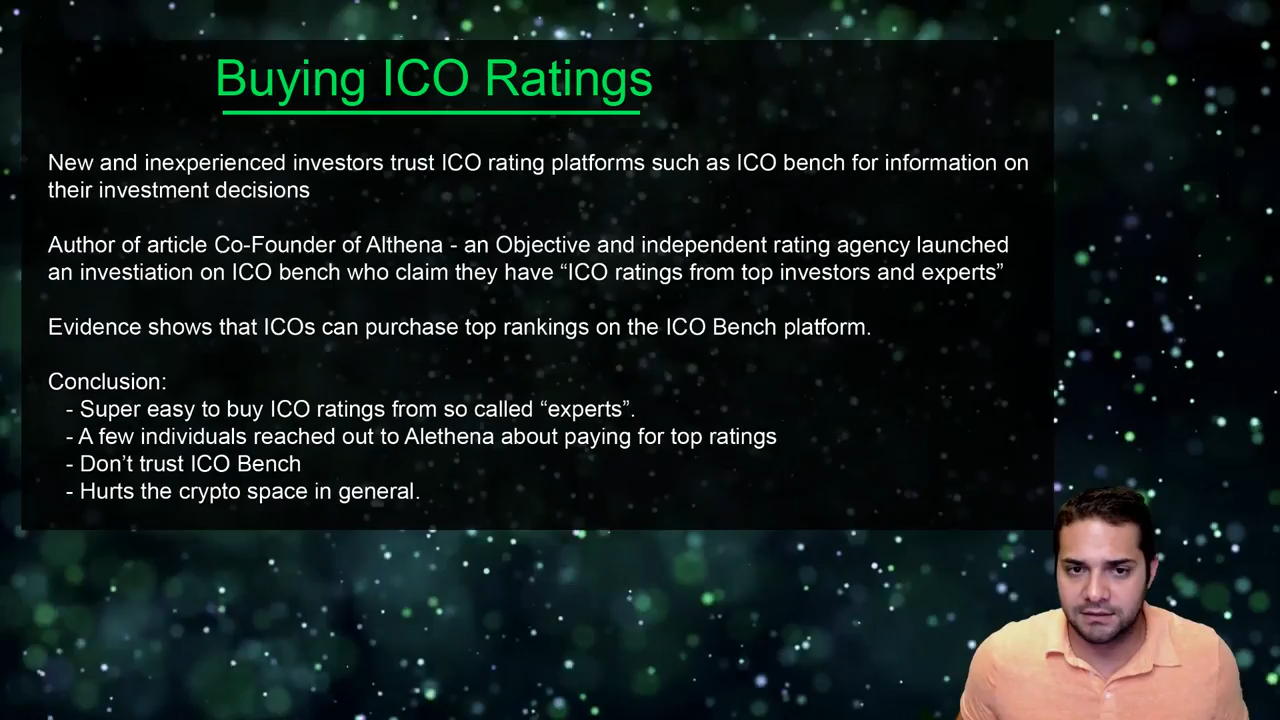 Buying ICO Ratings
New and inexperienced investors trust ICO rating platforms such as ICO bench for information on
their investment decisions
Author of article Co-Founder of Althena - an Objective and independent rating agency launched
an investiation on ICO bench who claim they have “ICO ratings from top investors and experts”
Evidence shows that ICOs can purchase top rankings on the ICO Bench platform.
Conclusion:
- Super easy to buy ICO ratings from so called “experts”.
- A few individuals reached out to Alethena about paying for top ratings
- Don’t trust ICO Bench
- Hurts the crypto space in general.